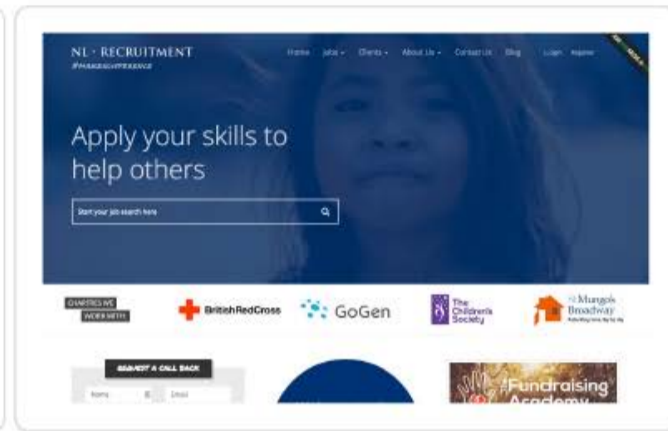 NL · RECRUITMENT
#MAKINGADIFFERENCE
Home Jobs Clients About Us Contact Us Blog Login Register
Apply your skills to
help others
Start your job search here
CHARITIES WE
WORK WITH
BritishRedCross
GoGen
The
Children's
Society
St Mungo's
Broadway
REQUEST A CALL BACK
Name
Email
Fundraising
Academy